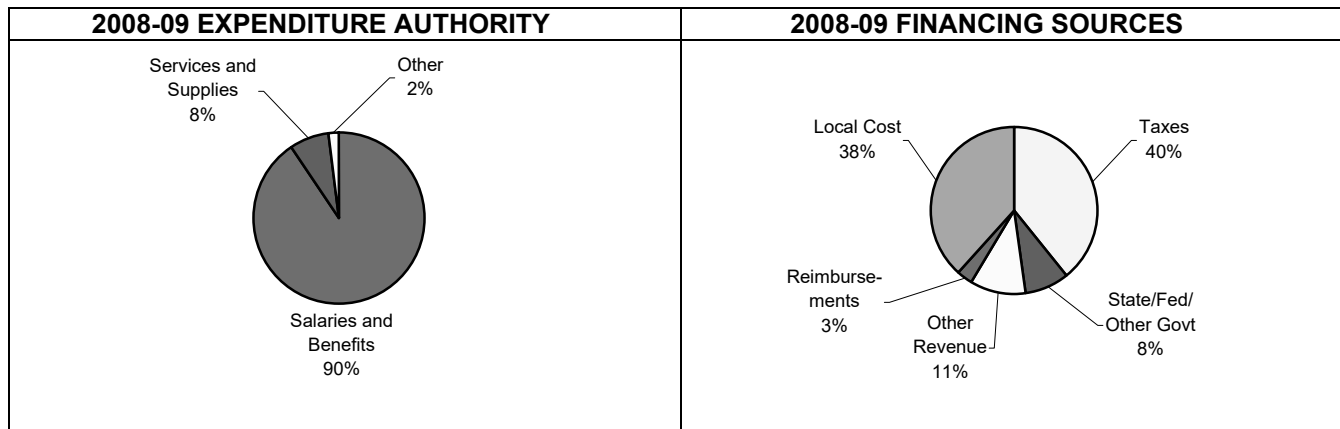 2008-09 EXPENDITURE AUTHORITY
Services and
Supplies
8%
Other
2%
Salaries and
Benefits
90%
2008-09 FINANCING SOURCES
Local Cost
38%
Taxes
40%
Reimburse-
ments
3%
Other
Revenue
11%
State/Fed/
Other Govt
8%